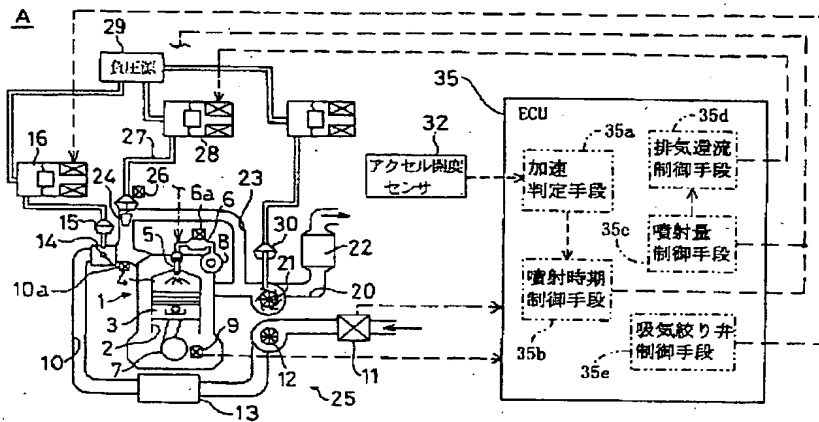 A
29
負圧源
35
ECU
35a
35d
32
16
27
28
アクセル開度
センサ
加速
判定手段
排気還流
制御手段
24
26
23
6a
6
15
14
5
8
30
22
35c
噴射量
制御手段
10a
4
21
噴射時期
制御手段
1
20
3
9
35b
吸気絞り弁
制御手段
2
10
7
12
11
35e
13
25